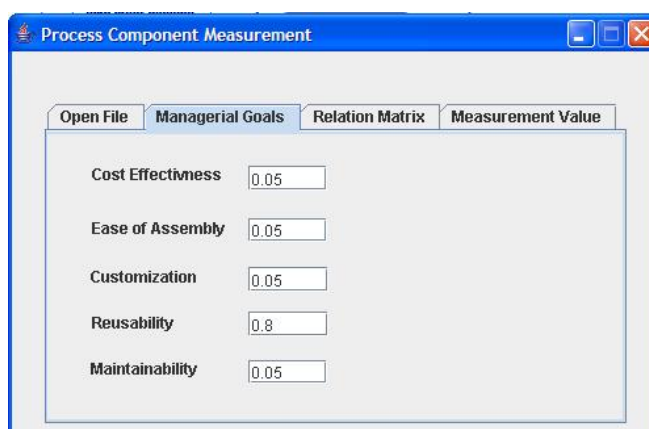 Process Component Measurement
Open File Managerial Goals Relation Matrix Measurement Value
Cost Effectivness 0.05
Ease of Assembly 0.05
Customization 0.05
Reusability 0.8
Maintainability 0.05